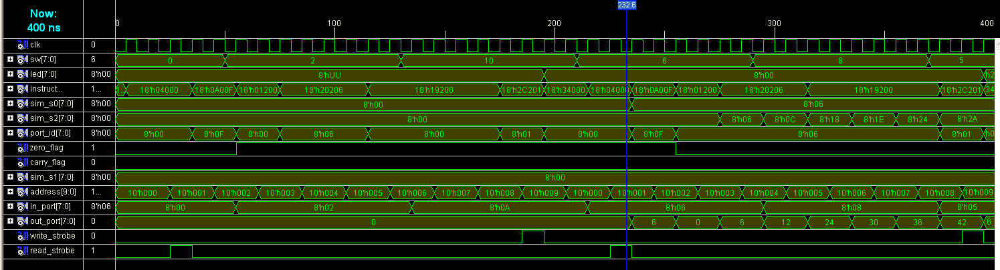 232.6
Now:
400 ns
0 100 200 300 400
clk 0
sw[7:0] 6 0 2 10 6 8 5
led[7:0] 8'h00 8'hUU 8'h00 h2
instruct... 1... 1.. 18'h04000 18'h0A00F 18'h01200 18'h20206 18'h19200 18'h2C201 18'h34000 18'h04000 18'h0A00F 18'h01200 18'h20206 18'h19200 18'h2C201 34
sim_s0[7:0] 8'h00 8'h00 8'h06
sim_s2[7:0] 8'h00 8'h00 8'h06 8'h0C 8'h18 8'h1E 8'h24 8'h2A
port_id[7:0] 8'h00 8'h00 8'h0F 8'h00 8'h06 8'h00 8'h01 8'h00 8'h0F 8'h06 8'h01 h0
zero_flag 1
carry_flag 0
sim_s1[7:0] 8'h00 8'h00
address[9:0] 1... 10'h000 10'h001 10'h002 10'h003 10'h004 10'h005 10'h006 10'h007 10'h008 10'h009 10'h000 10'h001 10'h002 10'h003 10'h004 10'h005 10'h006 10'h007 10'h008 10'h009
in_port[7:0] 8'h06 8'h00 8'h02 8'h0A 8'h06 8'h08 8'h05
out_port[7:0] 0 0 6 0 6 12 24 30 36 42 6
write_strobe 0
read_strobe 1